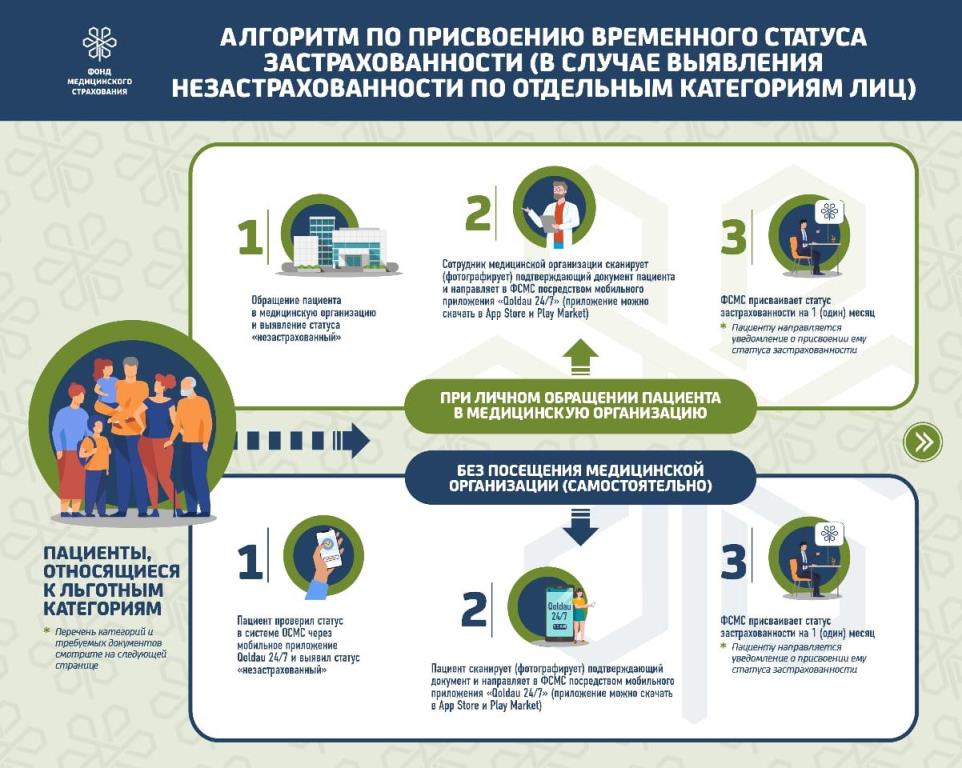 ФОНД
МЕДИЦИНСКОГО
СТРАХОВАНИЯ
АЛГОРИТМ ПО ПРИСВОЕНИЮ ВРЕМЕННОГО СТАТУСА
ЗАСТРАХОВАННОСТИ (В СЛУЧАЕ ВЫЯВЛЕНИЯ
НЕЗАСТРАХОВАННОСТИ ПО ОТДЕЛЬНЫМ КАТЕГОРИЯМ ЛИЦ)
1
Обращение пациента
в медицинскую организацию
и выявление статуса
«незастрахованный»
2
Сотрудник медицинской организации сканирует
(фотографирует) подтверждающий документ пациента
и направляет в ФСМС посредством мобильного
приложения «Qoldau 24/7» (приложение можно
скачать в App Store и Play Market)
3
ФСМС присваивает статус
застрахованности на 1 (один) месяц
* Пациенту направляется
уведомление о присвоении ему
статуса застрахованности
ПРИ ЛИЧНОМ ОБРАЩЕНИИ ПАЦИЕНТА
В МЕДИЦИНСКУЮ ОРГАНИЗАЦИЮ
БЕЗ ПОСЕЩЕНИЯ МЕДИЦИНСКОЙ
ОРГАНИЗАЦИИ (САМОСТОЯТЕЛЬНО)
ПАЦИЕНТЫ,
ОТНОСЯЩИЕСЯ
К ЛЬГОТНЫМ
КАТЕГОРИЯМ
* Перечень категорий и
требуемых документов
смотрите на следующей
странице
1
Пациент проверил статус
в системе ОСМС через
мобильное приложение
Qoldau 24/7 и выявил статус
«незастрахованный»
2
Qoldau
24/7
Пациент сканирует (фотографирует) подтверждающий
документ и направляет в ФСМС посредством мобильного
приложения «Qoldau 24/7» (приложение можно скачать
в App Store и Play Market)
3
ФСМС присваивает статус
застрахованности на 1 (один) месяц
* Пациенту направляется
уведомление о присвоении ему
статуса застрахованности